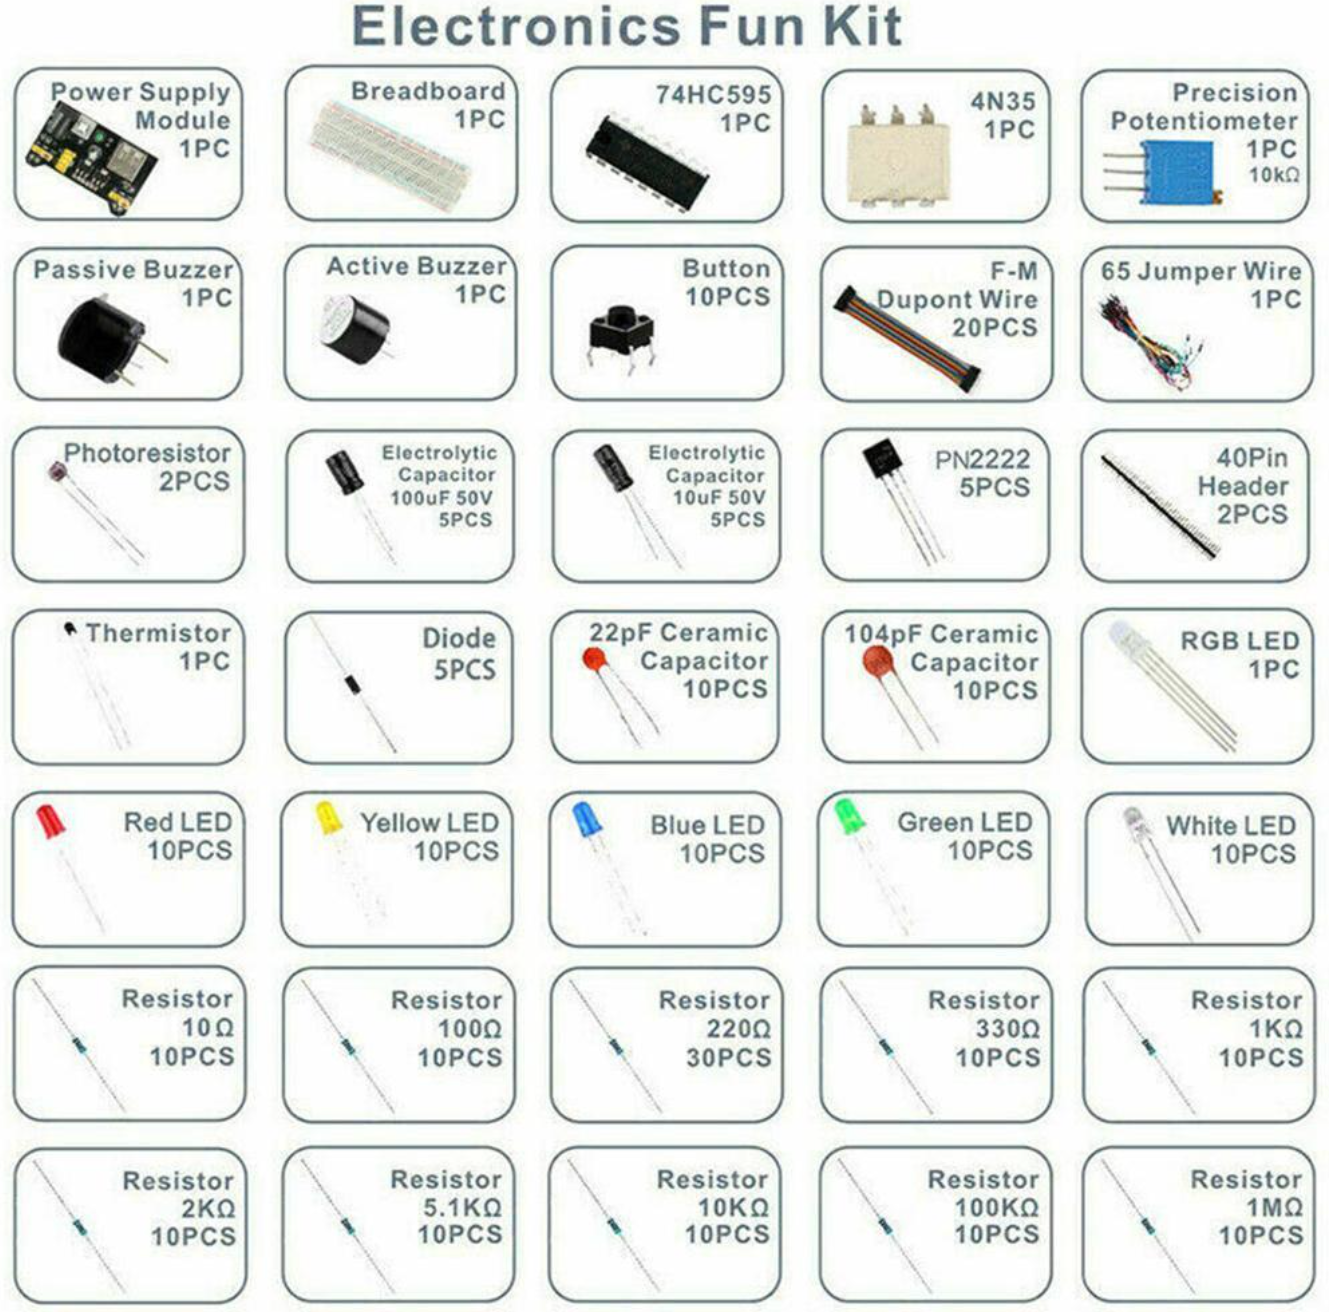 Electronics Fun Kit
Power Supply
Module
1PC
Breadboard
1PC
74HC595
1PC
4N35
1PC
Precision
Potentiometer
1PC
10kΩ
Passive Buzzer
1PC
Active Buzzer
1PC
Button
10PCS
F-M
Dupont Wire
20PCS
65 Jumper Wire
1PC
Photoresistor
2PCS
Electrolytic
Capacitor
100uF 50V
5PCS
Electrolytic
Capacitor
10uF 50V
5PCS
PN2222
5PCS
40Pin
Header
2PCS
Thermistor
1PC
Diode
5PCS
22pF Ceramic
Capacitor
10PCS
104pF Ceramic
Capacitor
10PCS
RGB LED
1PC
Red LED
10PCS
Yellow LED
10PCS
Blue LED
10PCS
Green LED
10PCS
White LED
10PCS
Resistor
10Ω
10PCS
Resistor
100Ω
10PCS
Resistor
220Ω
30PCS
Resistor
330Ω
10PCS
Resistor
1KΩ
10PCS
Resistor
2KΩ
10PCS
Resistor
5.1KΩ
10PCS
Resistor
10KΩ
10PCS
Resistor
100KΩ
10PCS
Resistor
1MΩ
10PCS